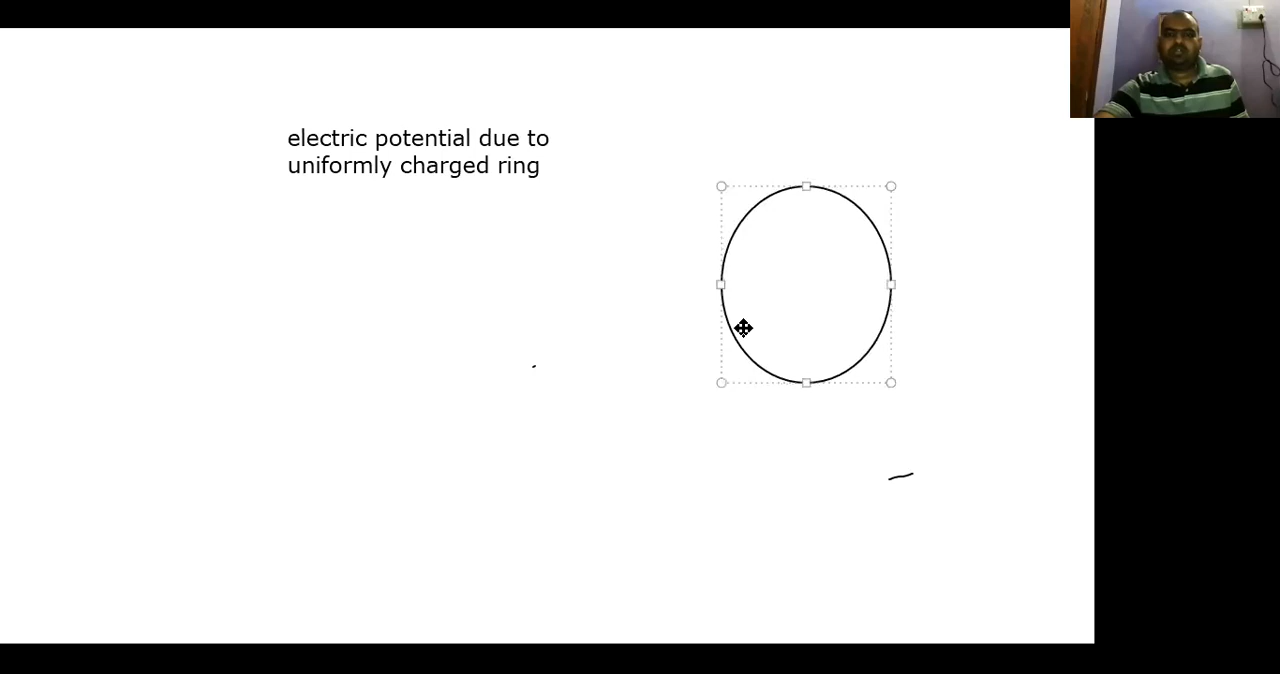 electric potential due to
uniformly charged ring